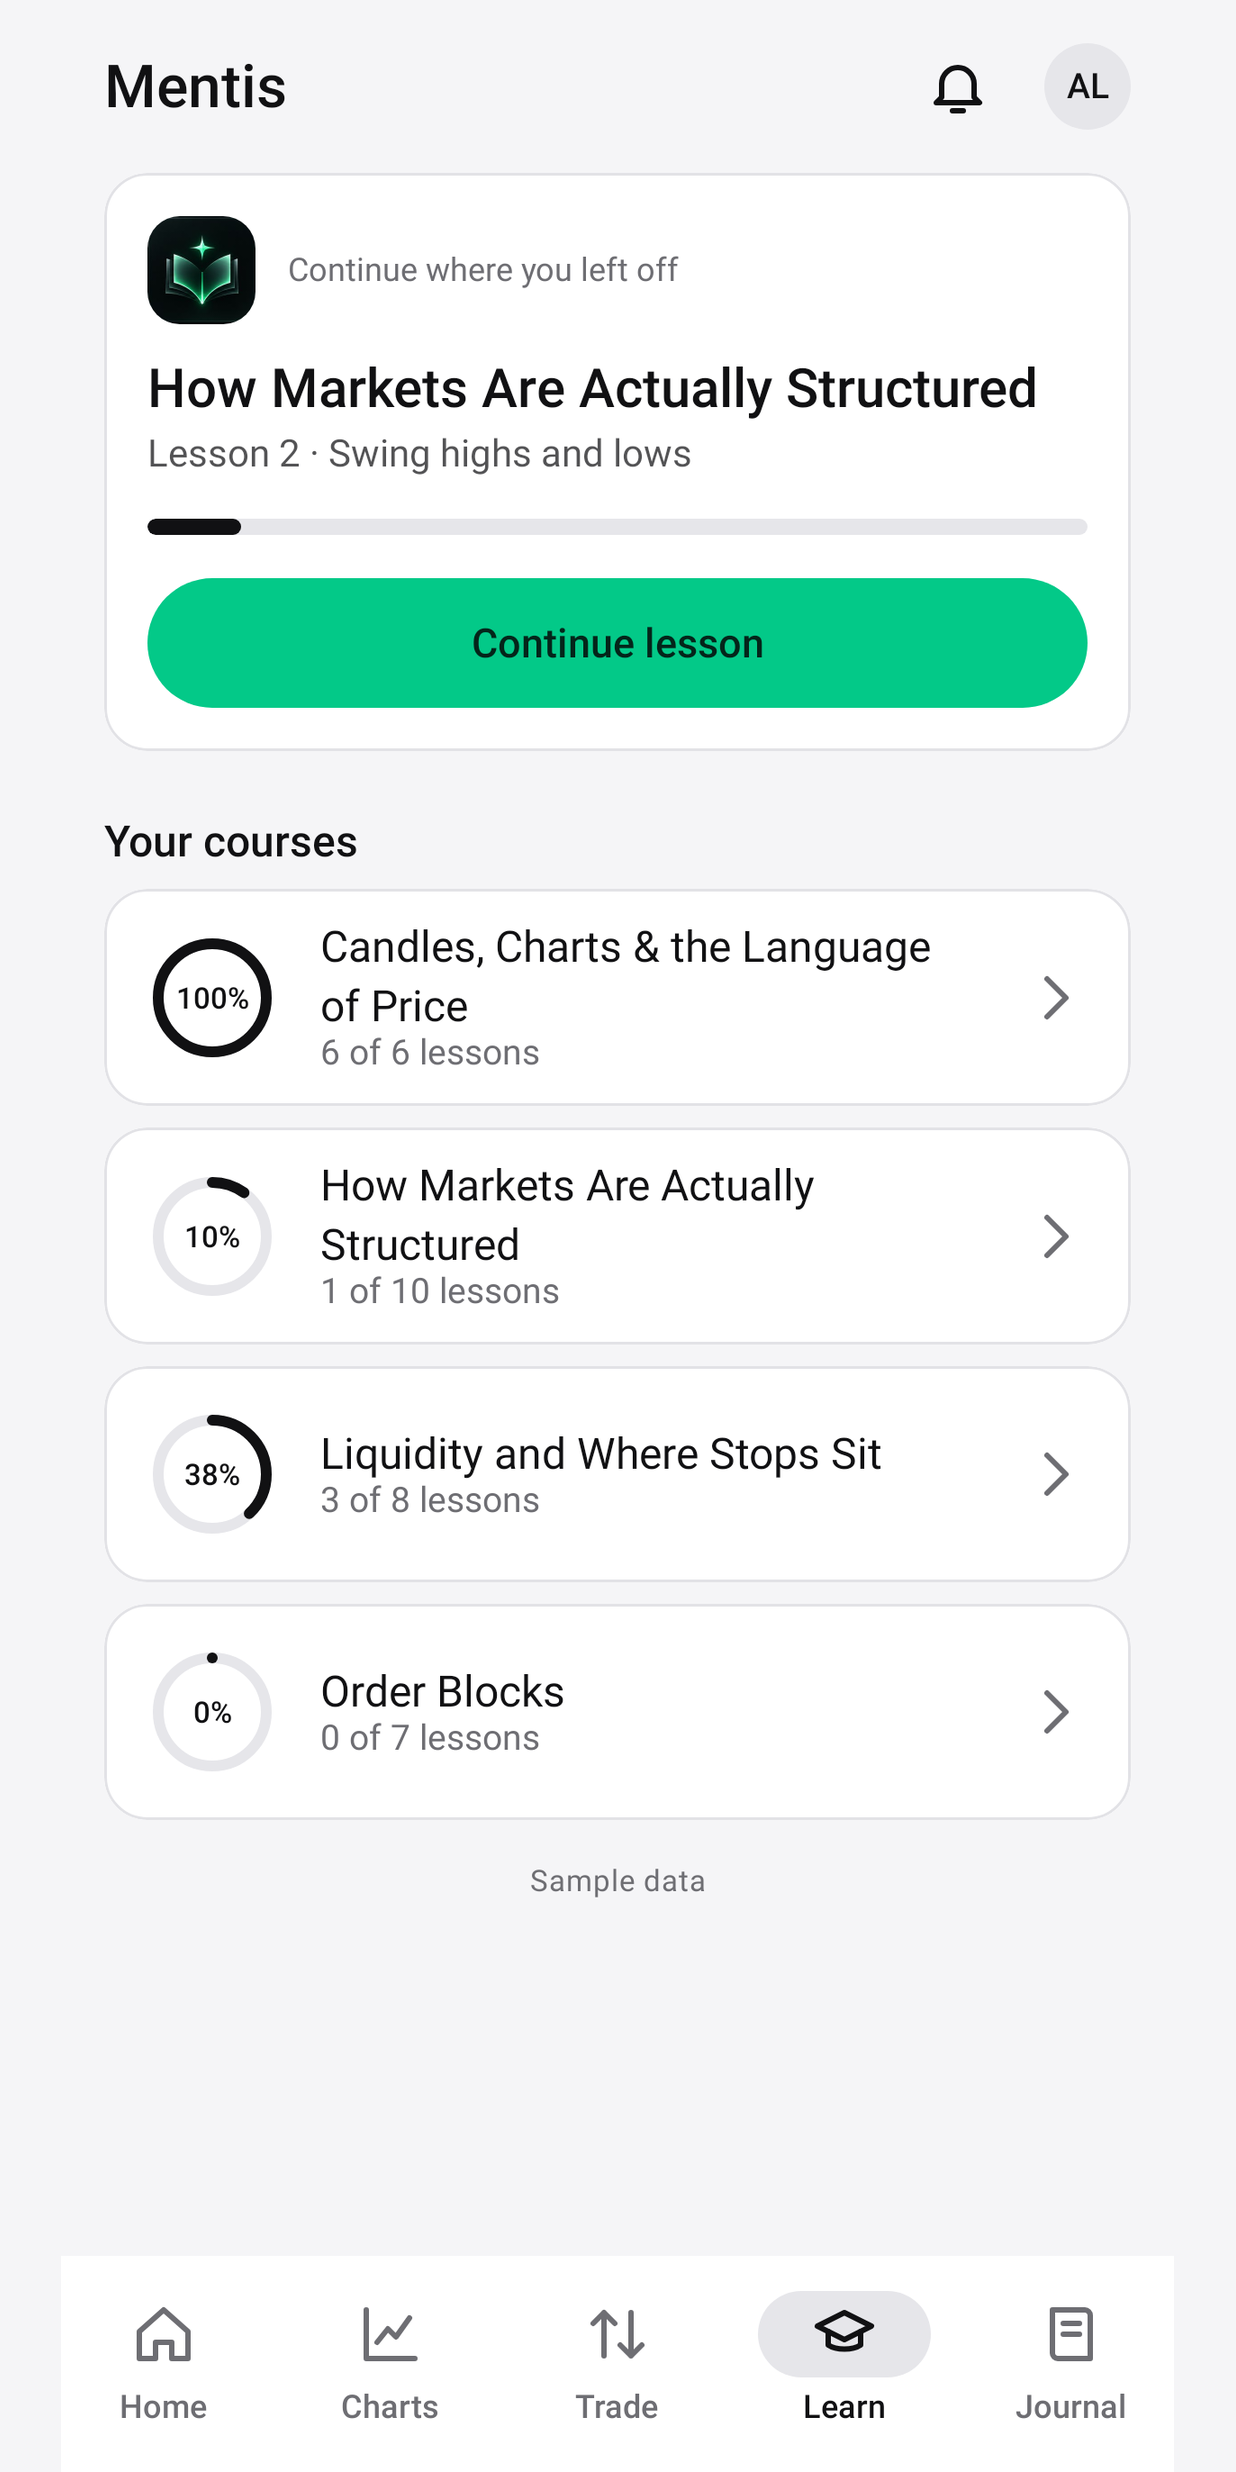 Mentis
AL
Continue where you left off
How Markets Are Actually Structured
Lesson 2 · Swing highs and lows
Continue lesson
Your courses
100%
Candles, Charts & the Language
of Price
6 of 6 lessons
10%
How Markets Are Actually
Structured
1 of 10 lessons
38%
Liquidity and Where Stops Sit
3 of 8 lessons
0%
Order Blocks
0 of 7 lessons
Sample data
Home
Charts
Trade
Learn
Journal